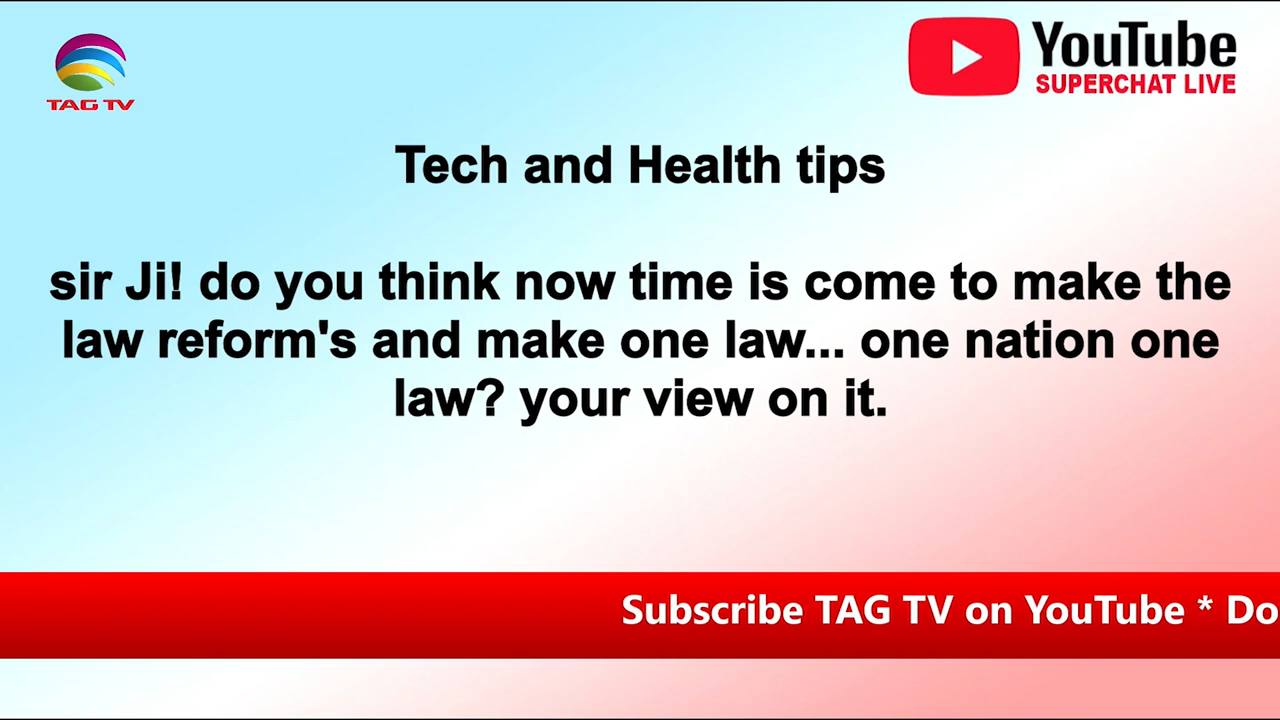 TAG TV
YouTube
SUPERCHAT LIVE
Tech and Health tips
sir Ji! do you think now time is come to make the
law reform's and make one law... one nation one
law? your view on it.
Subscribe TAG TV on YouTube * Do